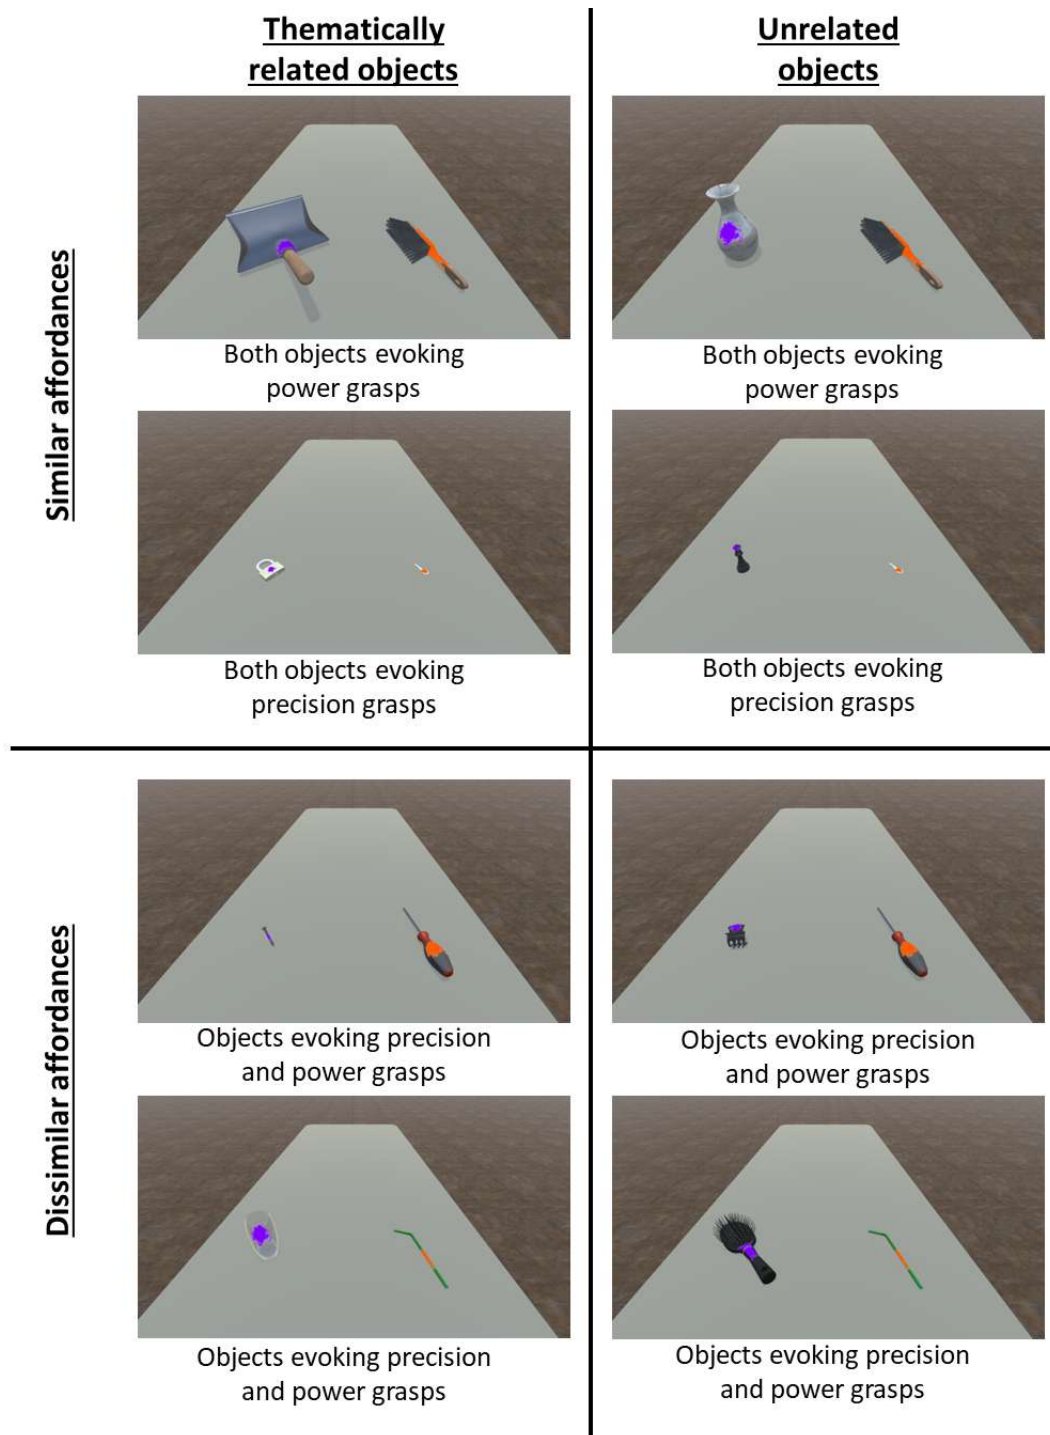 Thematically
related objects
Unrelated
objects
Similar affordances
Both objects evoking
power grasps
Both objects evoking
power grasps
Both objects evoking
precision grasps
Both objects evoking
precision grasps
Dissimilar affordances
Objects evoking precision
and power grasps
Objects evoking precision
and power grasps
Objects evoking precision
and power grasps
Objects evoking precision
and power grasps